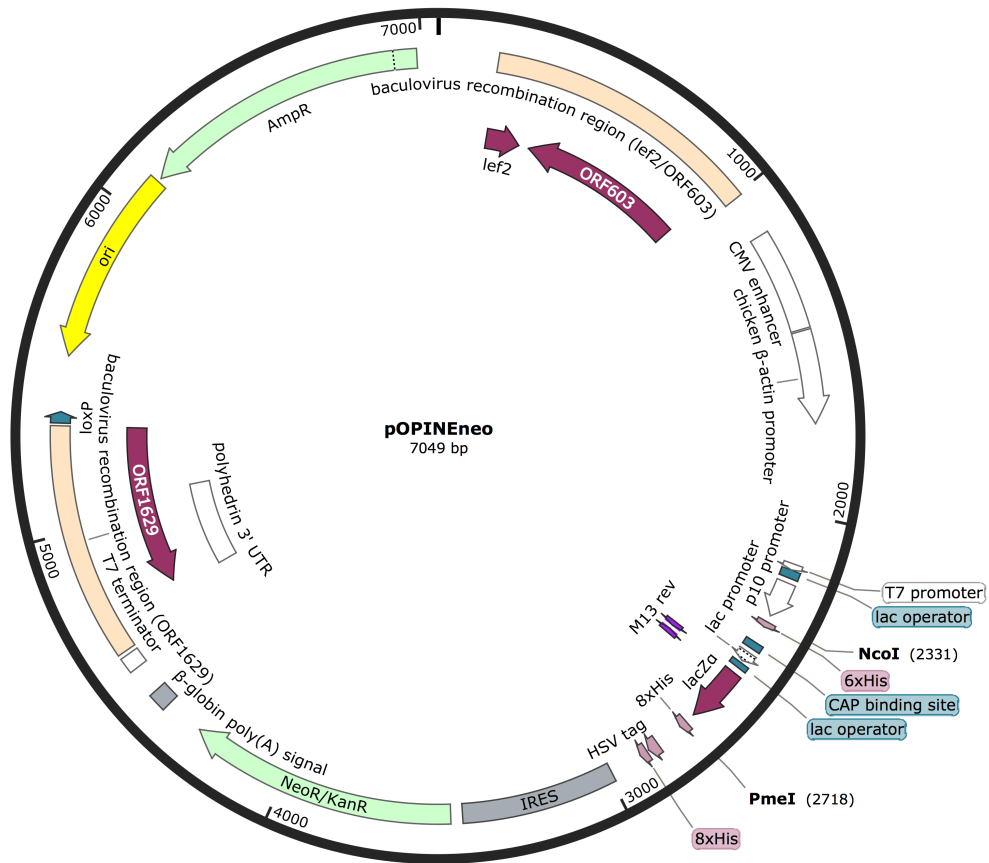 7000
baculovirus recombination region (lef2/ORF603)
AmpR
lef2
ORF603
1000
6000
ori
CMV enhancer
chicken β-actin promoter
loxP
baculovirus recombination region (ORF1629)
ORF1629
polyhedrin 3' UTR
pOPINEneo
7049 bp
2000
5000
T7 terminator
p10 promoter
lac promoter
T7 promoter
lac operator
M13 rev
NcoI (2331)
6xHis
lacZα
CAP binding site
8xHis
lac operator
β-globin poly(A) signal
HSV tag
NeoR/KanR
IRES
3000
PmeI (2718)
4000
8xHis